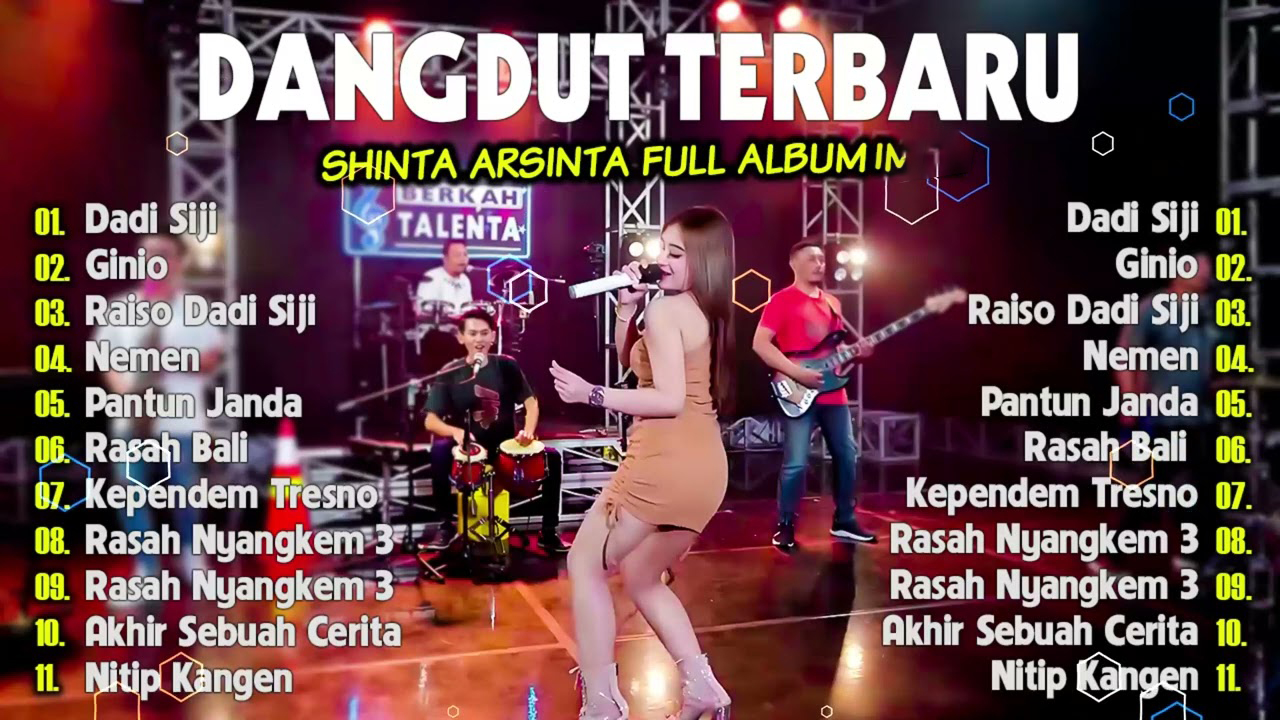 DANGDUT TERBARU
SHINTA ARSINTA FULL ALBUM
BERKAH
TALENTA
01. Dadi Siji
02. Ginio
03. Raiso Dadi Siji
04. Nemen
05. Pantun Janda
06. Rasah Bali
07. Kependem Tresno
08. Rasah Nyangkem 3
09. Rasah Nyangkem 3
10. Akhir Sebuah Cerita
11. Nitip Kangen
Dadi Siji 01.
Ginio 02.
Raiso Dadi Siji 03.
Nemen 04.
Pantun Janda 05.
Rasah Bali 06.
Kependem Tresno 07.
Rasah Nyangkem 3 08.
Rasah Nyangkem 3 09.
Akhir Sebuah Cerita 10.
Nitip Kangen 11.